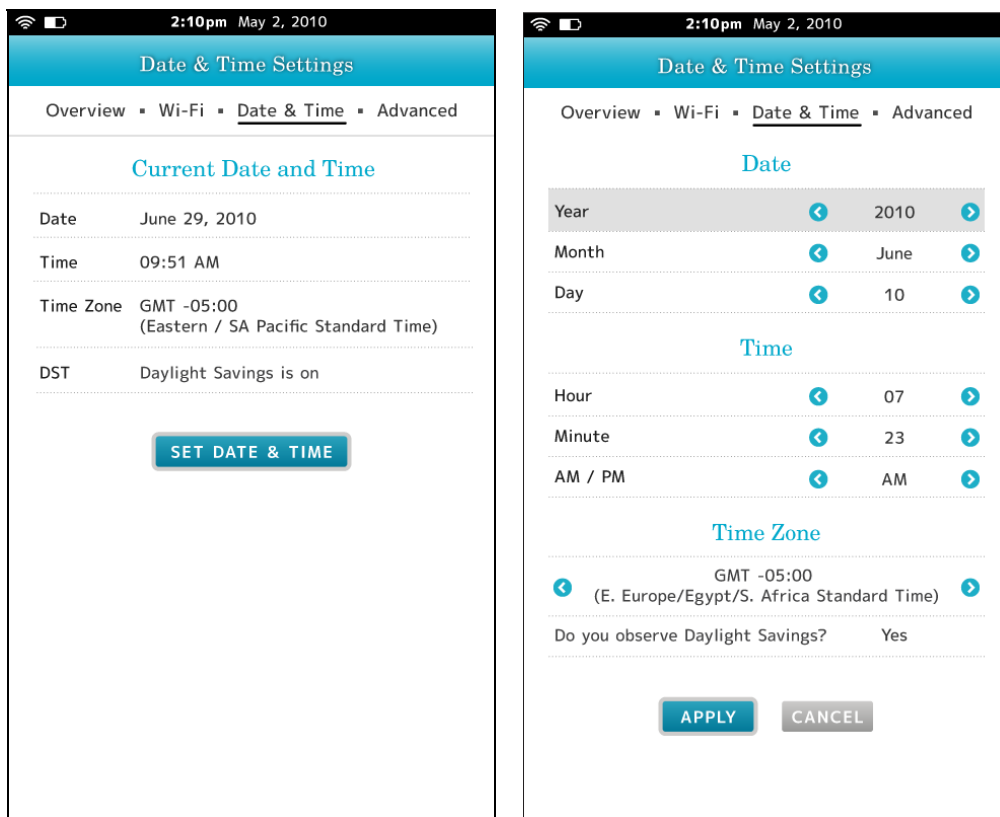 2:10pm May 2, 2010
Date & Time Settings
Overview ▪ Wi-Fi ▪ Date & Time ▪ Advanced
Current Date and Time
Date June 29, 2010
Time 09:51 AM
Time Zone GMT -05:00
(Eastern / SA Pacific Standard Time)
DST Daylight Savings is on
SET DATE & TIME
2:10pm May 2, 2010
Date & Time Settings
Overview ▪ Wi-Fi ▪ Date & Time ▪ Advanced
Date
Year 2010
Month June
Day 10
Time
Hour 07
Minute 23
AM / PM AM
Time Zone
GMT -05:00
(E. Europe/Egypt/S. Africa Standard Time)
Do you observe Daylight Savings? Yes
APPLY CANCEL